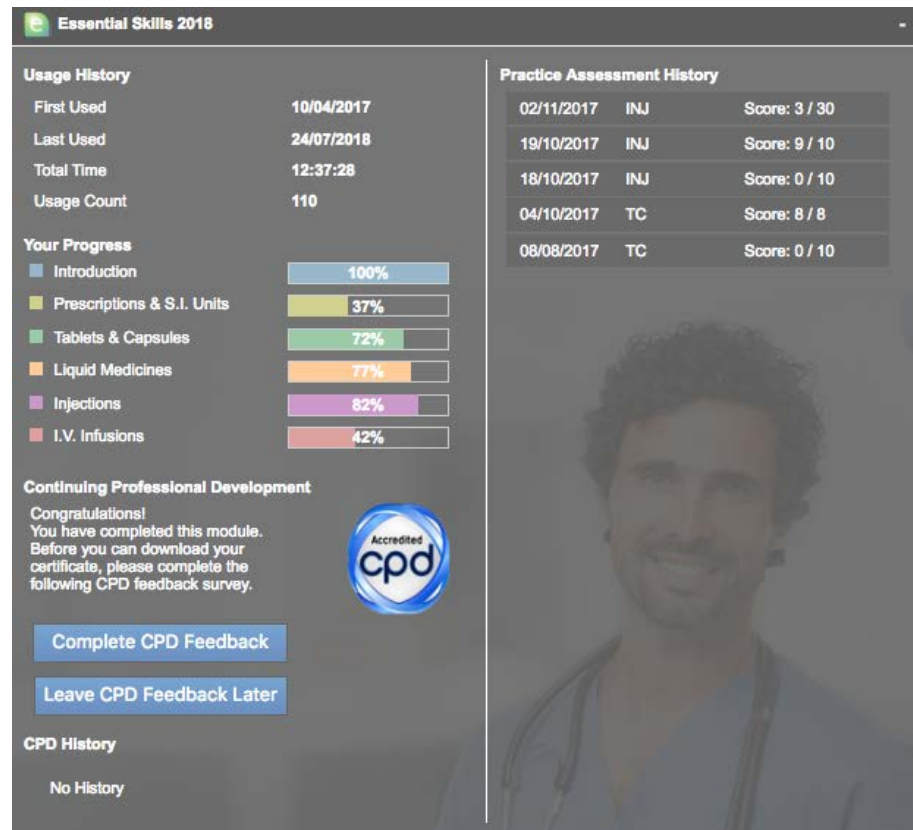 Essential Skills 2018
-
Usage History
First Used 10/04/2017
Last Used 24/07/2018
Total Time 12:37:28
Usage Count 110
Your Progress
Introduction 100%
Prescriptions & S.I. Units 37%
Tablets & Capsules 72%
Liquid Medicines 77%
Injections 82%
I.V. Infusions 42%
Continuing Professional Development
Congratulations!
You have completed this module.
Before you can download your
certificate, please complete the
following CPD feedback survey.
Accredited
cpd
Complete CPD Feedback
Leave CPD Feedback Later
CPD History
No History
Practice Assessment History
02/11/2017 INJ Score: 3 / 30
19/10/2017 INJ Score: 9 / 10
18/10/2017 INJ Score: 0 / 10
04/10/2017 TC Score: 8 / 8
08/08/2017 TC Score: 0 / 10